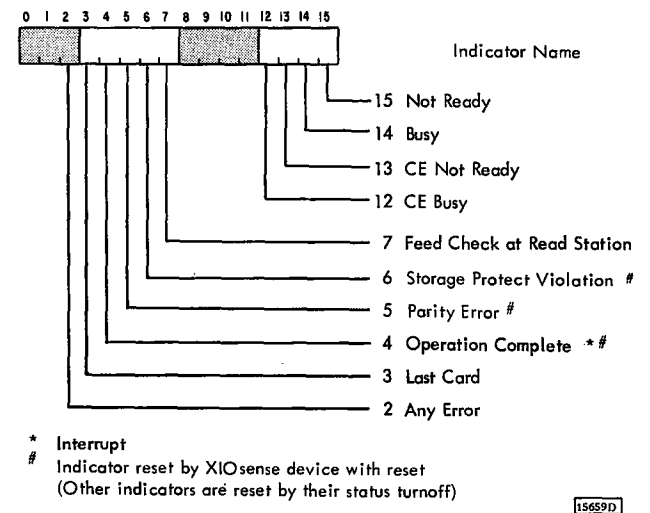 0 1 2 3 4 5 6 7 8 9 10 11 12 13 14 15
Indicator Name
15 Not Ready
14 Busy
13 CE Not Ready
12 CE Busy
7 Feed Check at Read Station
6 Storage Protect Violation #
5 Parity Error #
4 Operation Complete *#
3 Last Card
2 Any Error
* Interrupt
# Indicator reset by XIOsense device with reset
(Other indicators are reset by their status turnoff)
15659D